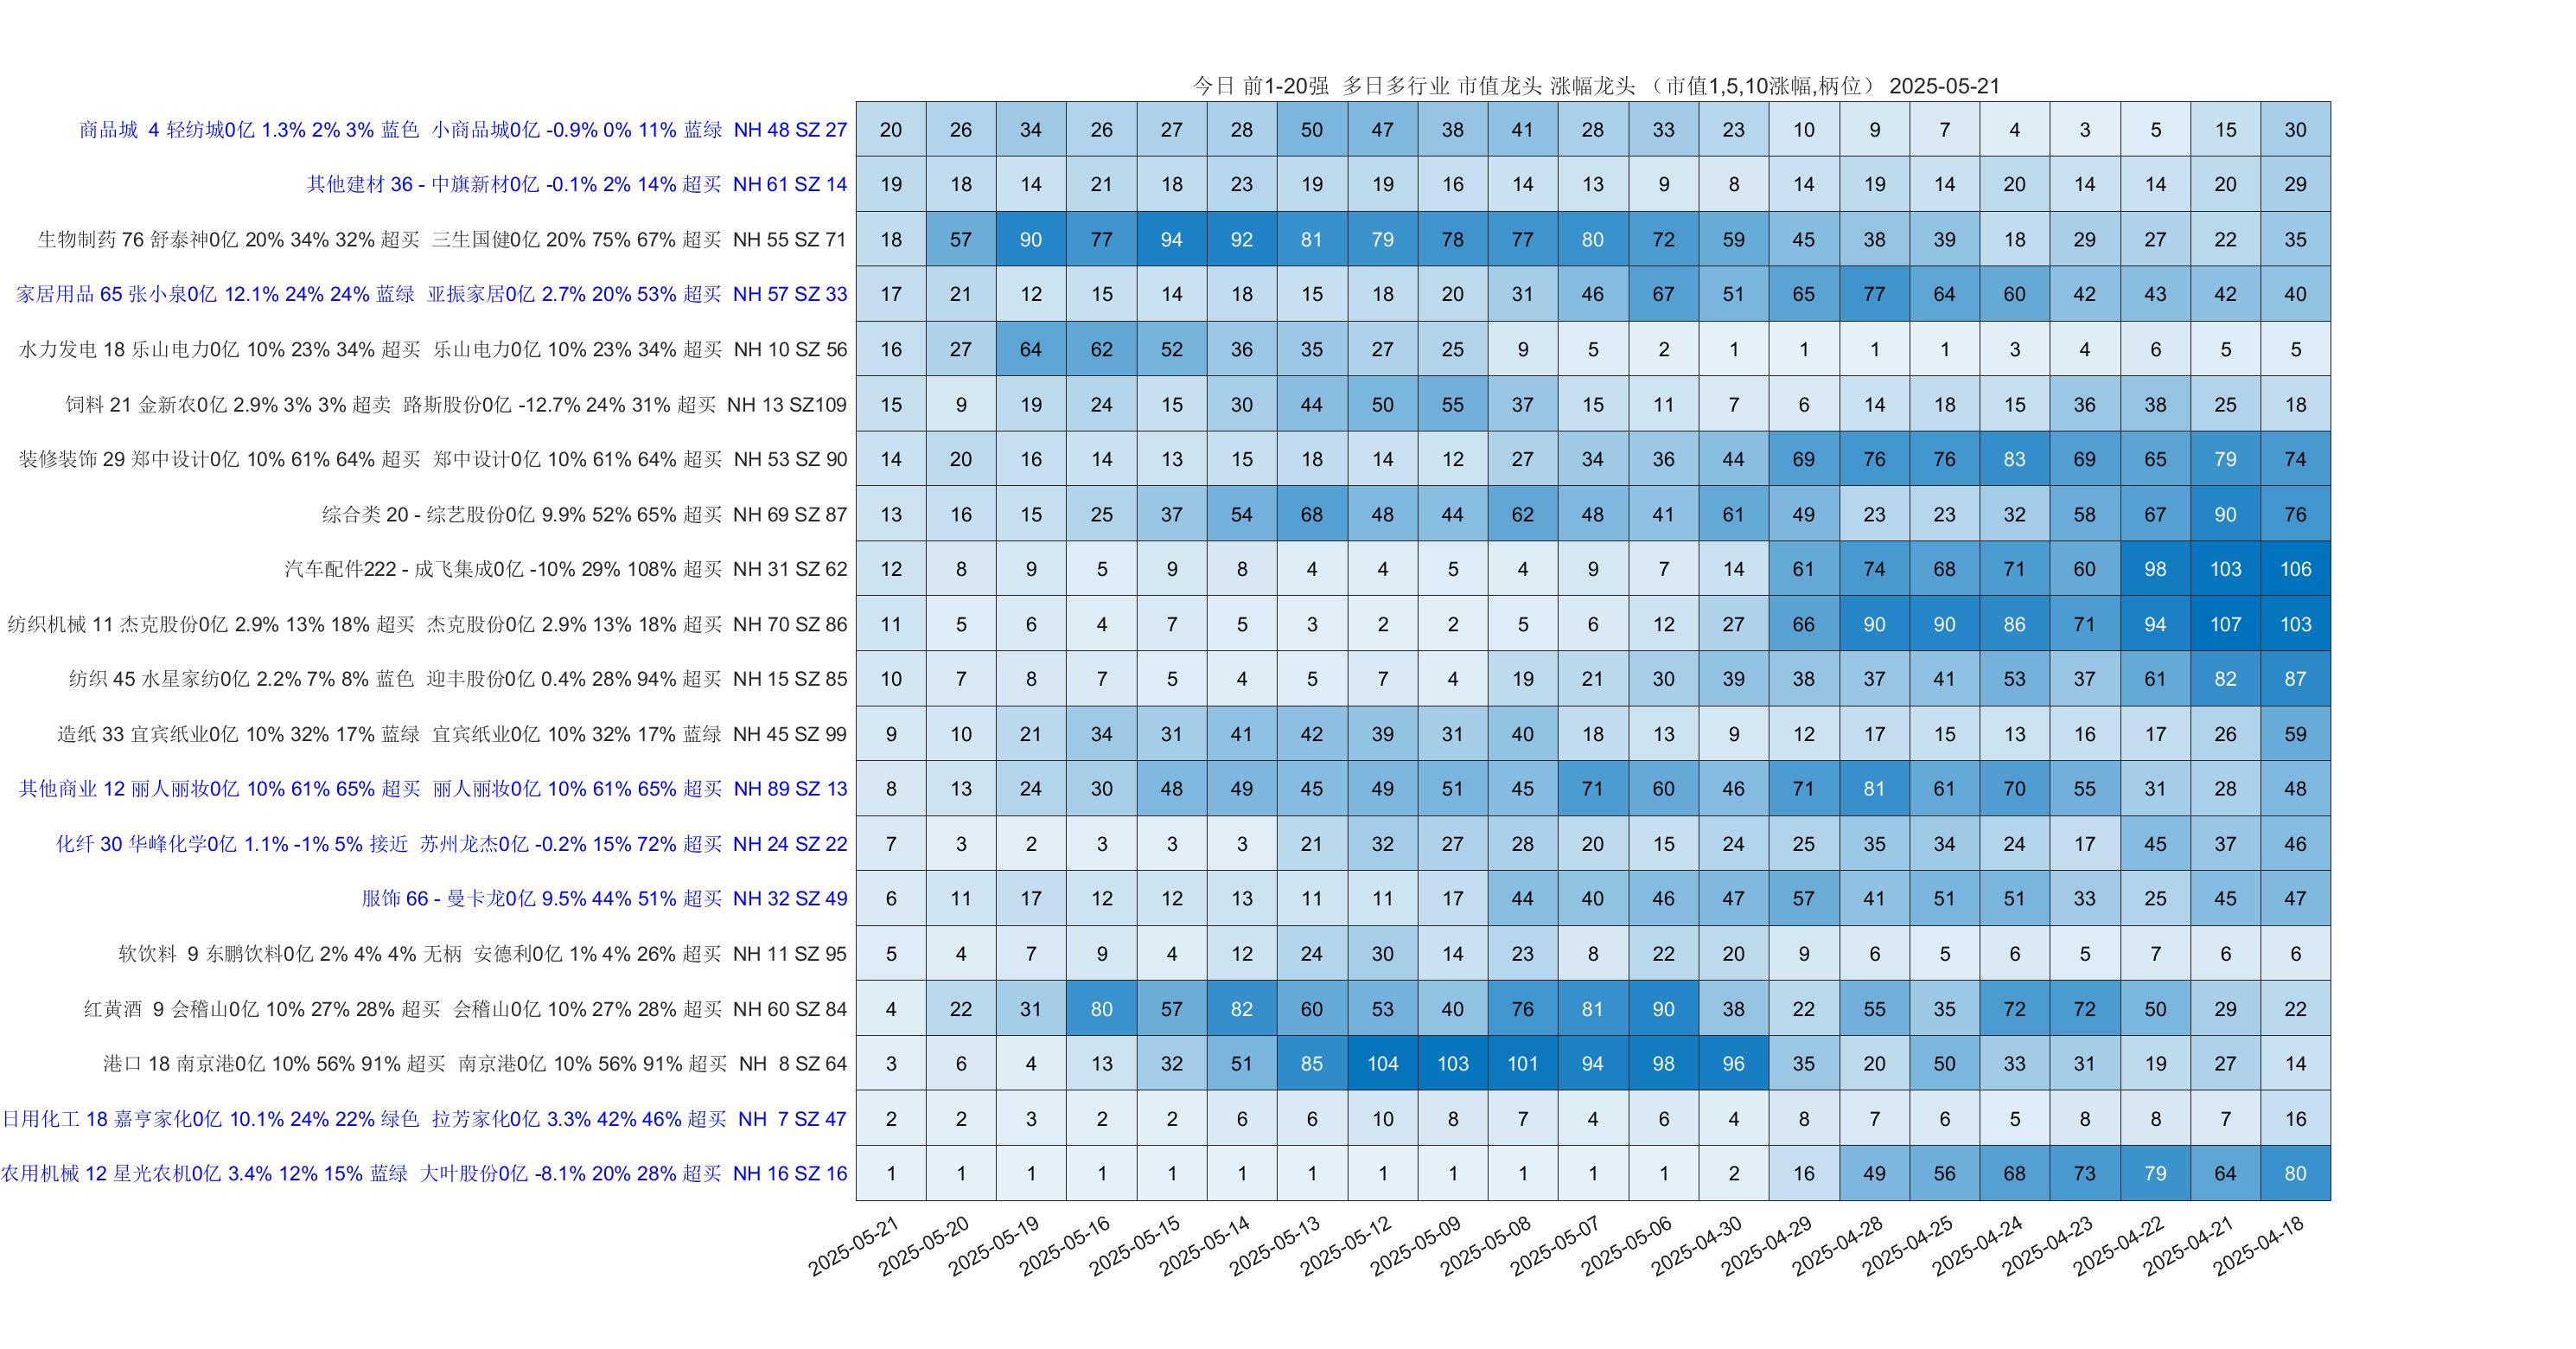 今日 前1-20强 多日多行业 市值龙头 涨幅龙头 （市值1,5,10涨幅,柄位） 2025-05-21
商品城 4 轻纺城0亿 1.3% 2% 3% 蓝色 小商品城0亿 -0.9% 0% 11% 蓝绿 NH 48 SZ 27 20 26 34 26 27 28 50 47 38 41 28 33 23 10 9 7 4 3 5 15 30
其他建材 36 - 中旗新材0亿 -0.1% 2% 14% 超买 NH 61 SZ 14 19 18 14 21 18 23 19 19 16 14 13 9 8 14 19 14 20 14 14 20 29
生物制药 76 舒泰神0亿 20% 34% 32% 超买 三生国健0亿 20% 75% 67% 超买 NH 55 SZ 71 18 57 90 77 94 92 81 79 78 77 80 72 59 45 38 39 18 29 27 22 35
家居用品 65 张小泉0亿 12.1% 24% 24% 蓝绿 亚振家居0亿 2.7% 20% 53% 超买 NH 57 SZ 33 17 21 12 15 14 18 15 18 20 31 46 67 51 65 77 64 60 42 43 42 40
水力发电 18 乐山电力0亿 10% 23% 34% 超买 乐山电力0亿 10% 23% 34% 超买 NH 10 SZ 56 16 27 64 62 52 36 35 27 25 9 5 2 1 1 1 1 3 4 6 5 5
饲料 21 金新农0亿 2.9% 3% 3% 超卖 路斯股份0亿 -12.7% 24% 31% 超买 NH 13 SZ109 15 9 19 24 15 30 44 50 55 37 15 11 7 6 14 18 15 36 38 25 18
装修装饰 29 郑中设计0亿 10% 61% 64% 超买 郑中设计0亿 10% 61% 64% 超买 NH 53 SZ 90 14 20 16 14 13 15 18 14 12 27 34 36 44 69 76 76 83 69 65 79 74
综合类 20 - 综艺股份0亿 9.9% 52% 65% 超买 NH 69 SZ 87 13 16 15 25 37 54 68 48 44 62 48 41 61 49 23 23 32 58 67 90 76
汽车配件222 - 成飞集成0亿 -10% 29% 108% 超买 NH 31 SZ 62 12 8 9 5 9 8 4 4 5 4 9 7 14 61 74 68 71 60 98 103 106
纺织机械 11 杰克股份0亿 2.9% 13% 18% 超买 杰克股份0亿 2.9% 13% 18% 超买 NH 70 SZ 86 11 5 6 4 7 5 3 2 2 5 6 12 27 66 90 90 86 71 94 107 103
纺织 45 水星家纺0亿 2.2% 7% 8% 蓝色 迎丰股份0亿 0.4% 28% 94% 超买 NH 15 SZ 85 10 7 8 7 5 4 5 7 4 19 21 30 39 38 37 41 53 37 61 82 87
造纸 33 宜宾纸业0亿 10% 32% 17% 蓝绿 宜宾纸业0亿 10% 32% 17% 蓝绿 NH 45 SZ 99 9 10 21 34 31 41 42 39 31 40 18 13 9 12 17 15 13 16 17 26 59
其他商业 12 丽人丽妆0亿 10% 61% 65% 超买 丽人丽妆0亿 10% 61% 65% 超买 NH 89 SZ 13 8 13 24 30 48 49 45 49 51 45 71 60 46 71 81 61 70 55 31 28 48
化纤 30 华峰化学0亿 1.1% -1% 5% 接近 苏州龙杰0亿 -0.2% 15% 72% 超买 NH 24 SZ 22 7 3 2 3 3 3 21 32 27 28 20 15 24 25 35 34 24 17 45 37 46
服饰 66 - 曼卡龙0亿 9.5% 44% 51% 超买 NH 32 SZ 49 6 11 17 12 12 13 11 11 17 44 40 46 47 57 41 51 51 33 25 45 47
软饮料 9 东鹏饮料0亿 2% 4% 4% 无柄 安德利0亿 1% 4% 26% 超买 NH 11 SZ 95 5 4 7 9 4 12 24 30 14 23 8 22 20 9 6 5 6 5 7 6 6
红黄酒 9 会稽山0亿 10% 27% 28% 超买 会稽山0亿 10% 27% 28% 超买 NH 60 SZ 84 4 22 31 80 57 82 60 53 40 76 81 90 38 22 55 35 72 72 50 29 22
港口 18 南京港0亿 10% 56% 91% 超买 南京港0亿 10% 56% 91% 超买 NH 8 SZ 64 3 6 4 13 32 51 85 104 103 101 94 98 96 35 20 50 33 31 19 27 14
日用化工 18 嘉亨家化0亿 10.1% 24% 22% 绿色 拉芳家化0亿 3.3% 42% 46% 超买 NH 7 SZ 47 2 2 3 2 2 6 6 10 8 7 4 6 4 8 7 6 5 8 8 7 16
农用机械 12 星光农机0亿 3.4% 12% 15% 蓝绿 大叶股份0亿 -8.1% 20% 28% 超买 NH 16 SZ 16 1 1 1 1 1 1 1 1 1 1 1 1 2 16 49 56 68 73 79 64 80
2025-05-21 2025-05-20 2025-05-19 2025-05-16 2025-05-15 2025-05-14 2025-05-13 2025-05-12 2025-05-09 2025-05-08 2025-05-07 2025-05-06 2025-04-30 2025-04-29 2025-04-28 2025-04-25 2025-04-24 2025-04-23 2025-04-22 2025-04-21 2025-04-18